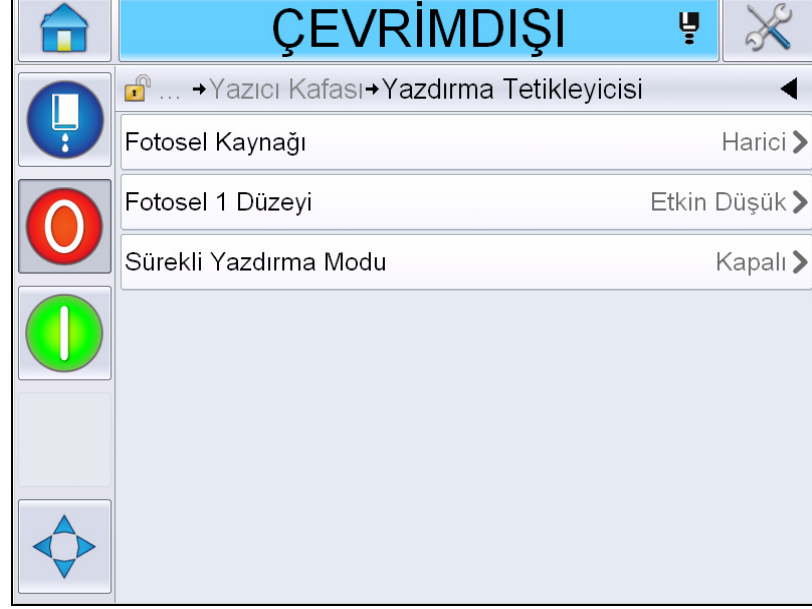 ÇEVRİMDIŞI
... →Yazıcı Kafası→Yazdırma Tetikleyicisi
Fotosel Kaynağı Harici
Fotosel 1 Düzeyi Etkin Düşük
Sürekli Yazdırma Modu Kapalı